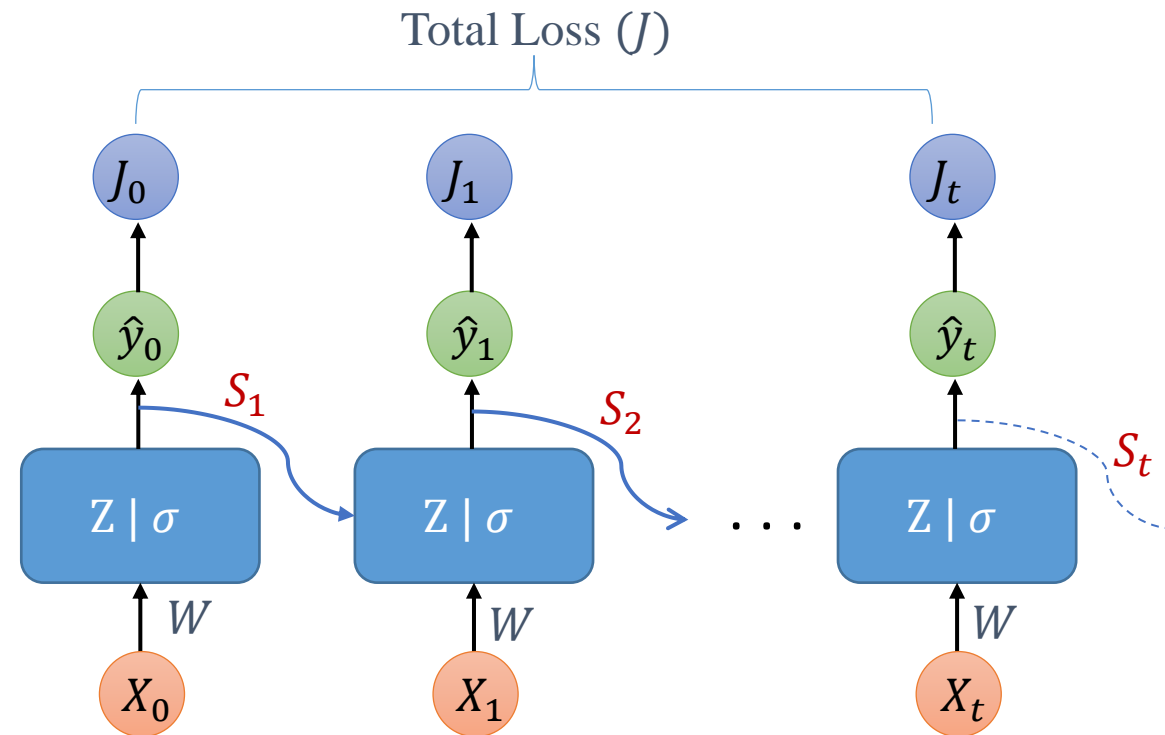 Total Loss (J)
J₀ J₁ Jₜ
ŷ₀ ŷ₁ ŷₜ
S₁ S₂ Sₜ
Z | σ Z | σ . . . Z | σ
W W W
X₀ X₁ Xₜ